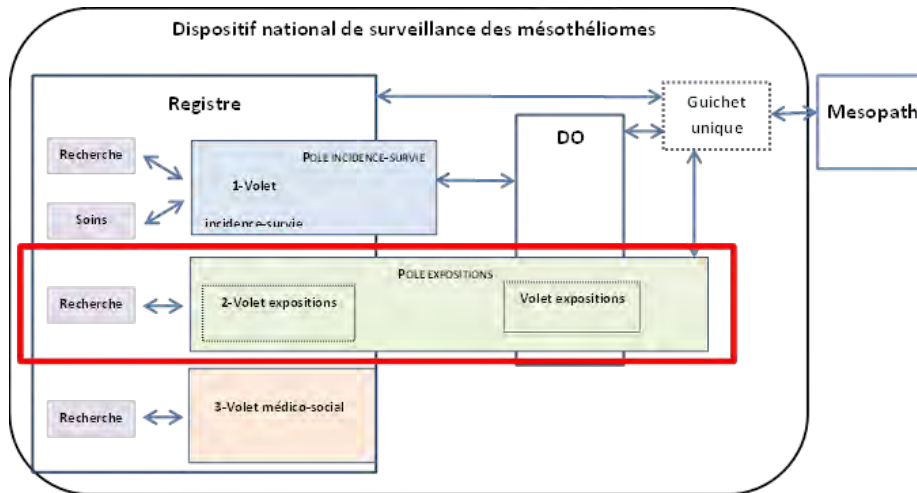 Dispositif national de surveillance des mésothéliomes
Registre
Guichet
unique
Mesopath
DO
Recherche
POLE INCIDENCE-SURVIE
1-Volet
incidence-survie
Soins
POLE EXPOSITIONS
Recherche
2-Volet expositions
Volet expositions
Recherche
3-Volet médico-social